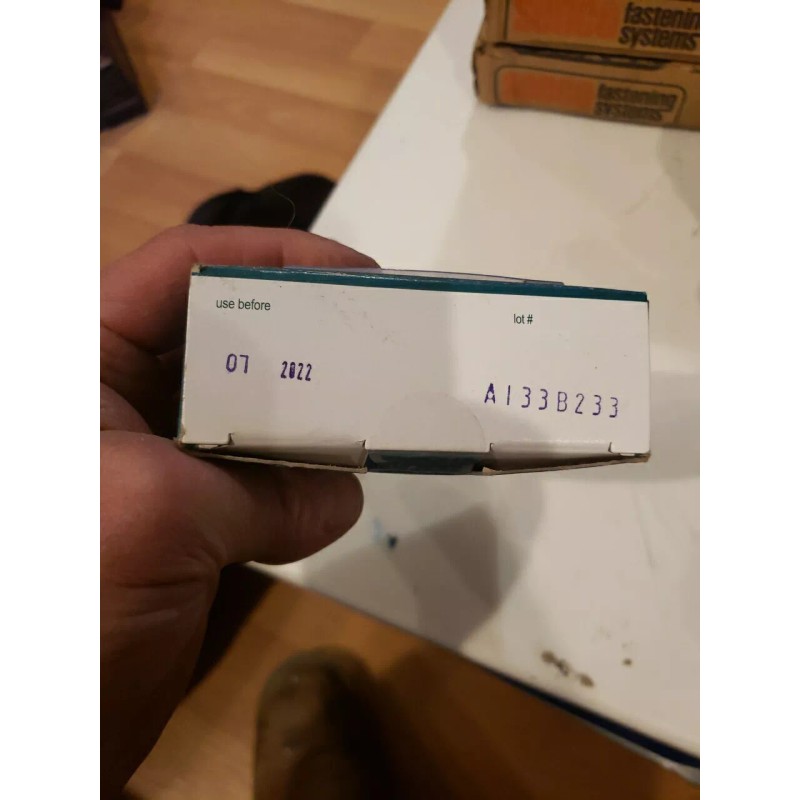 fastening
systems
fastening
systems
use before
lot #
07 2022
A133B233